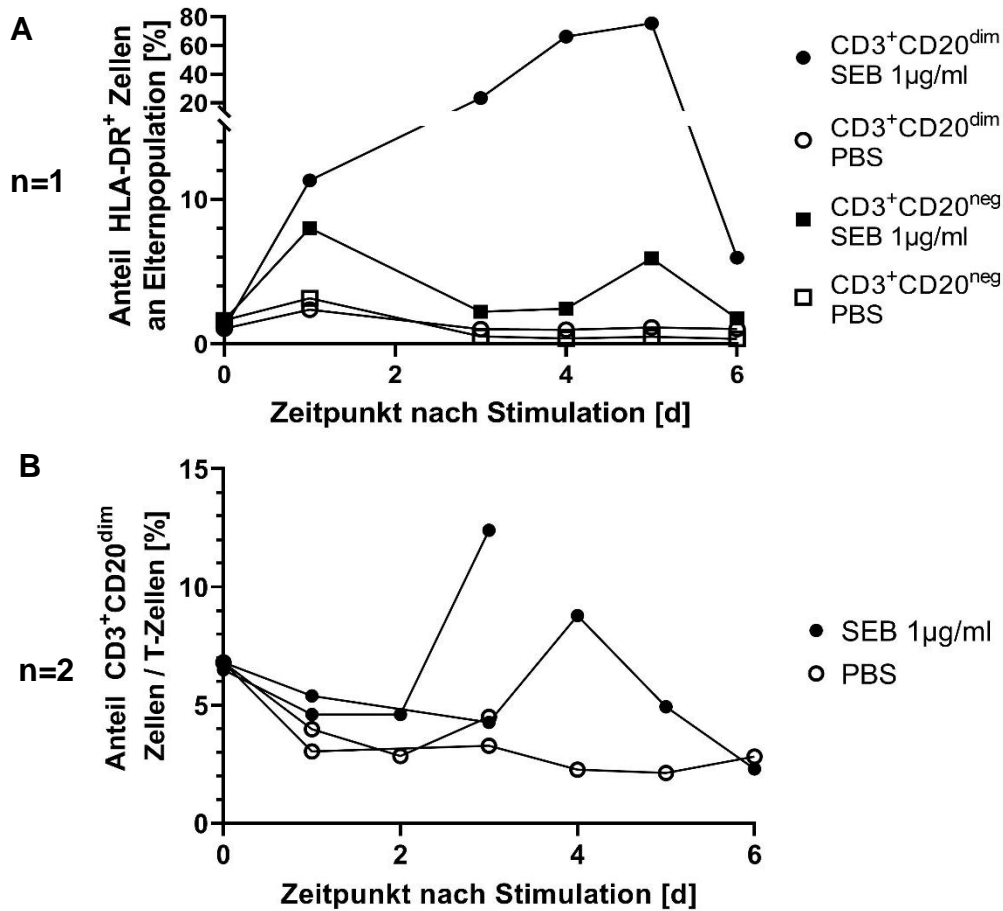 A
n=1
Anteil HLA-DR⁺ Zellen
an Elternpopulation [%]
80
60
40
20
10
0
0
2
4
6
Zeitpunkt nach Stimulation [d]
CD3⁺CD20ᵈⁱᵐ
SEB 1µg/ml
CD3⁺CD20ᵈⁱᵐ
PBS
CD3⁺CD20ⁿᵉᵍ
SEB 1µg/ml
CD3⁺CD20ⁿᵉᵍ
PBS
B
n=2
Anteil CD3⁺CD20ᵈⁱᵐ
Zellen / T-Zellen [%]
15
10
5
0
0
2
4
6
Zeitpunkt nach Stimulation [d]
SEB 1µg/ml
PBS